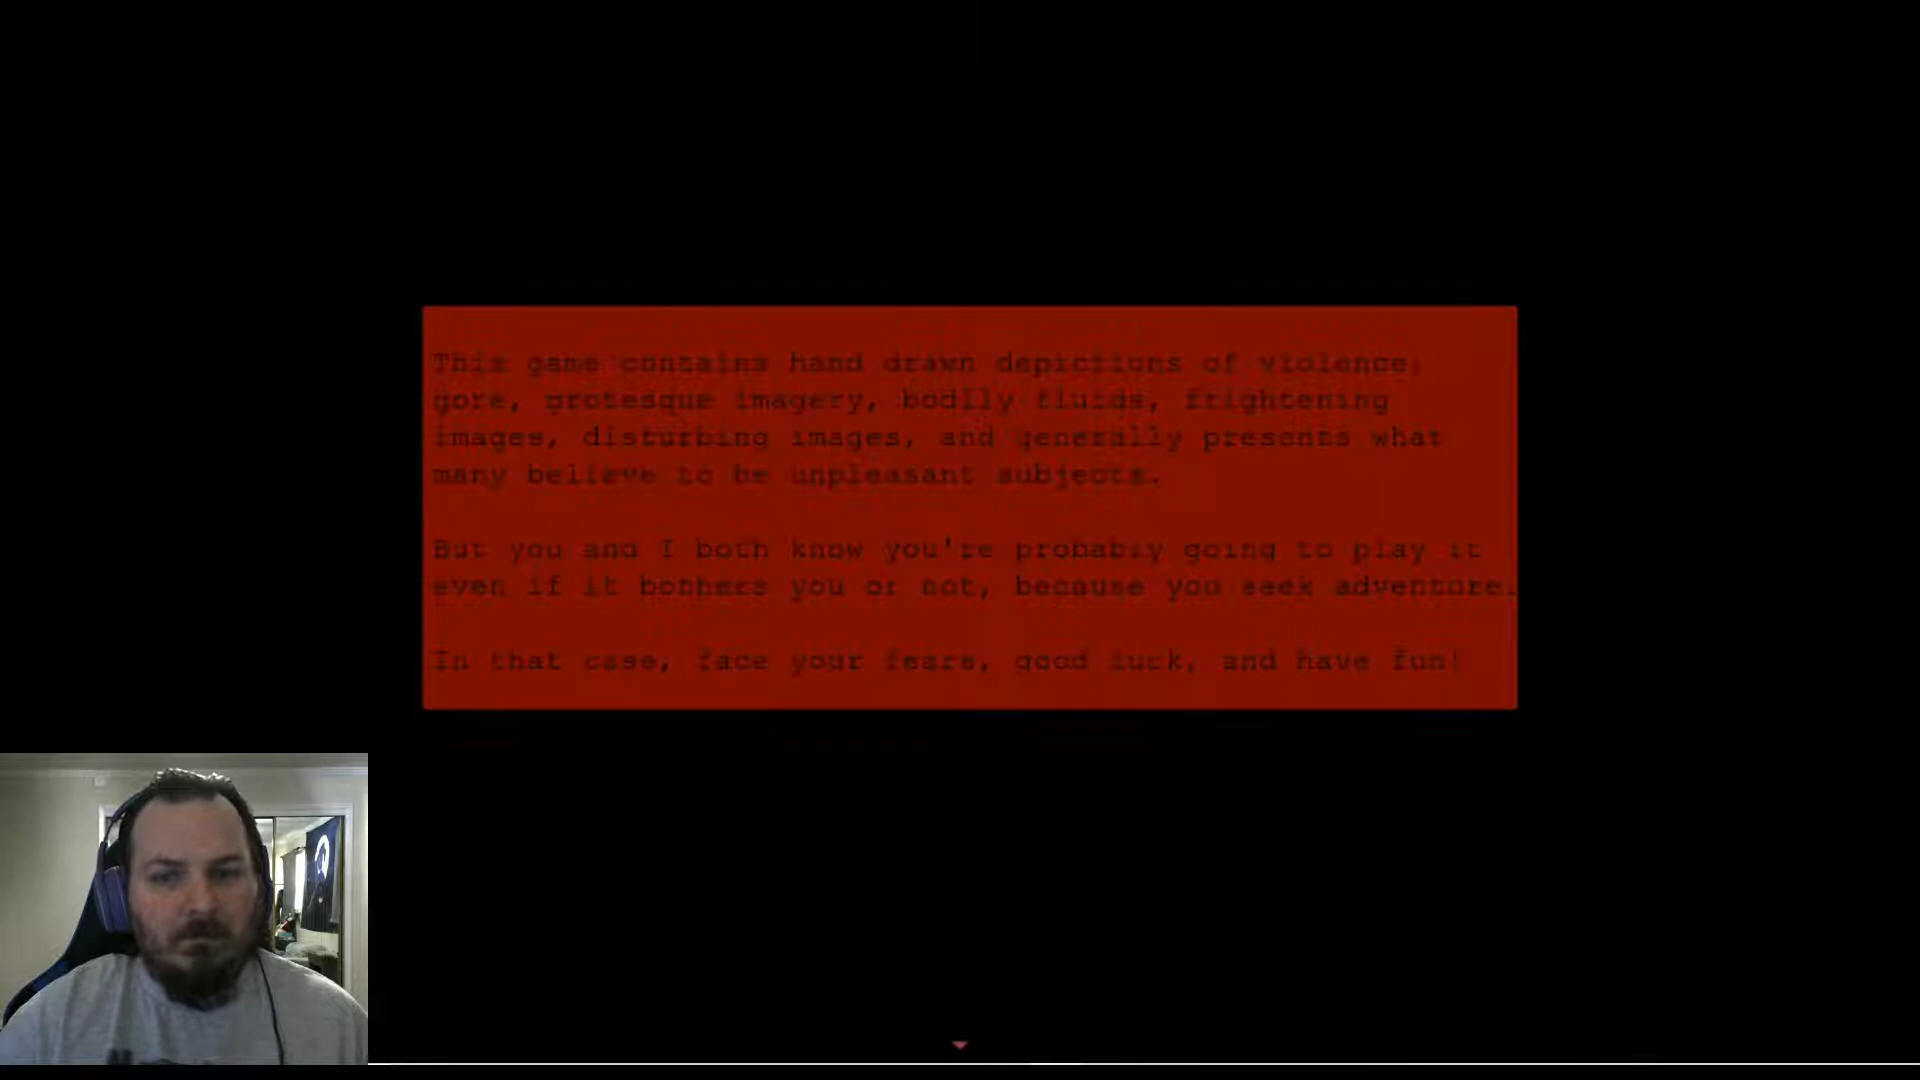 This game contains hand drawn depictions of violence,
gore, grotesque imagery, bodily fluids, frightening
images, disturbing images, and generally presents what
many believe to be unpleasant subjects.
But you and I both know you're probably going to play it
even if it bothers you or not, because you seek adventure.
In that case, face your fears, good luck, and have fun!